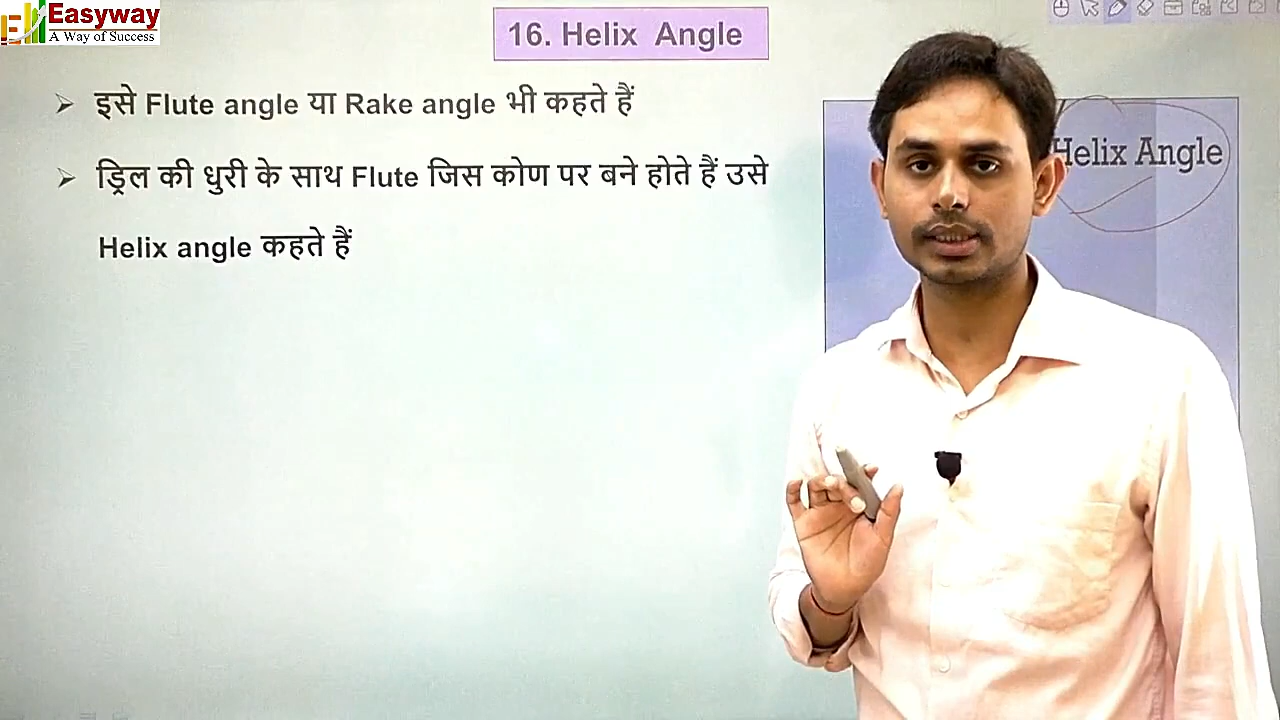 Easyway
A Way of Success
16. Helix Angle
➢ इसे Flute angle या Rake angle भी कहते हैं
Helix Angle
➢ ड्रिल की धुरी के साथ Flute जिस कोण पर बने होते हैं उसे
Helix angle कहते हैं